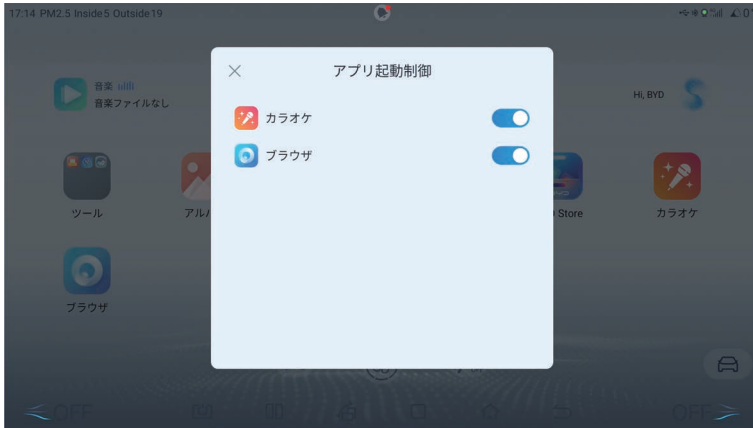 17:14 PM2.5 Inside5 Outside19
アプリ起動制御
カラオケ
ブラウザ
音楽
音楽ファイルなし
Hi, BYD
ツール
アル
Store
カラオケ
ブラウザ
OFF
OFF